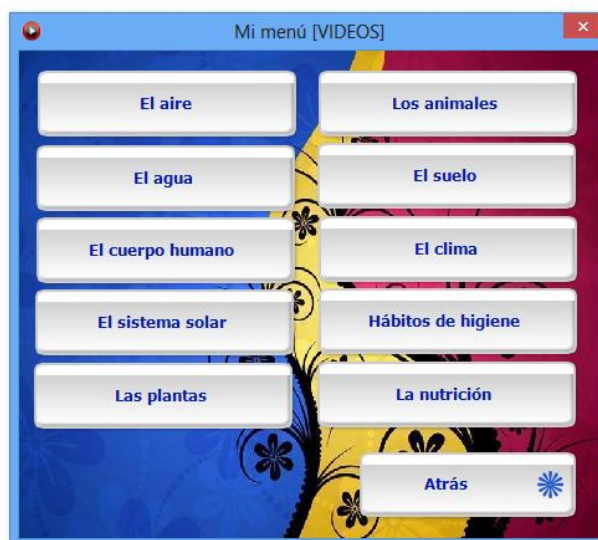 Mi menú [VIDEOS]
El aire
Los animales
El agua
El suelo
El cuerpo humano
El clima
El sistema solar
Hábitos de higiene
Las plantas
La nutrición
Atrás